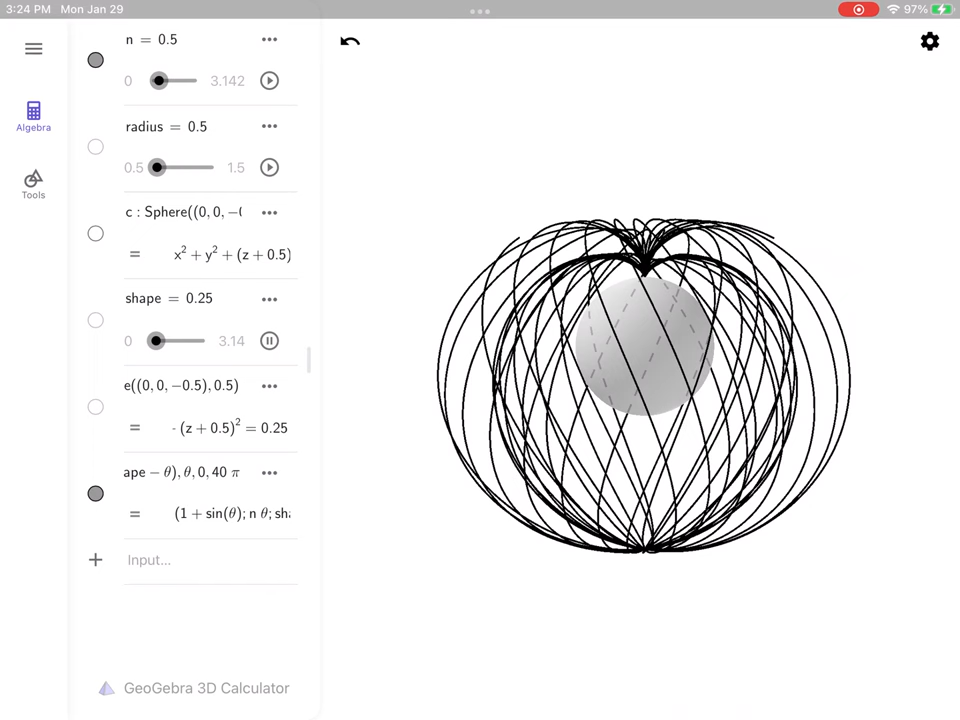 3:24 PM Mon Jan 29
97%
n = 0.5
0 3.142
Algebra
radius = 0.5
0.5 1.5
Tools
c : Sphere((0, 0, −(
= x² + y² + (z + 0.5)
shape = 0.25
0 3.14
e((0, 0, −0.5), 0.5)
= - (z + 0.5)² = 0.25
ape − θ), θ, 0, 40 π
= (1 + sin(θ); n θ; sha
+ Input...
GeoGebra 3D Calculator